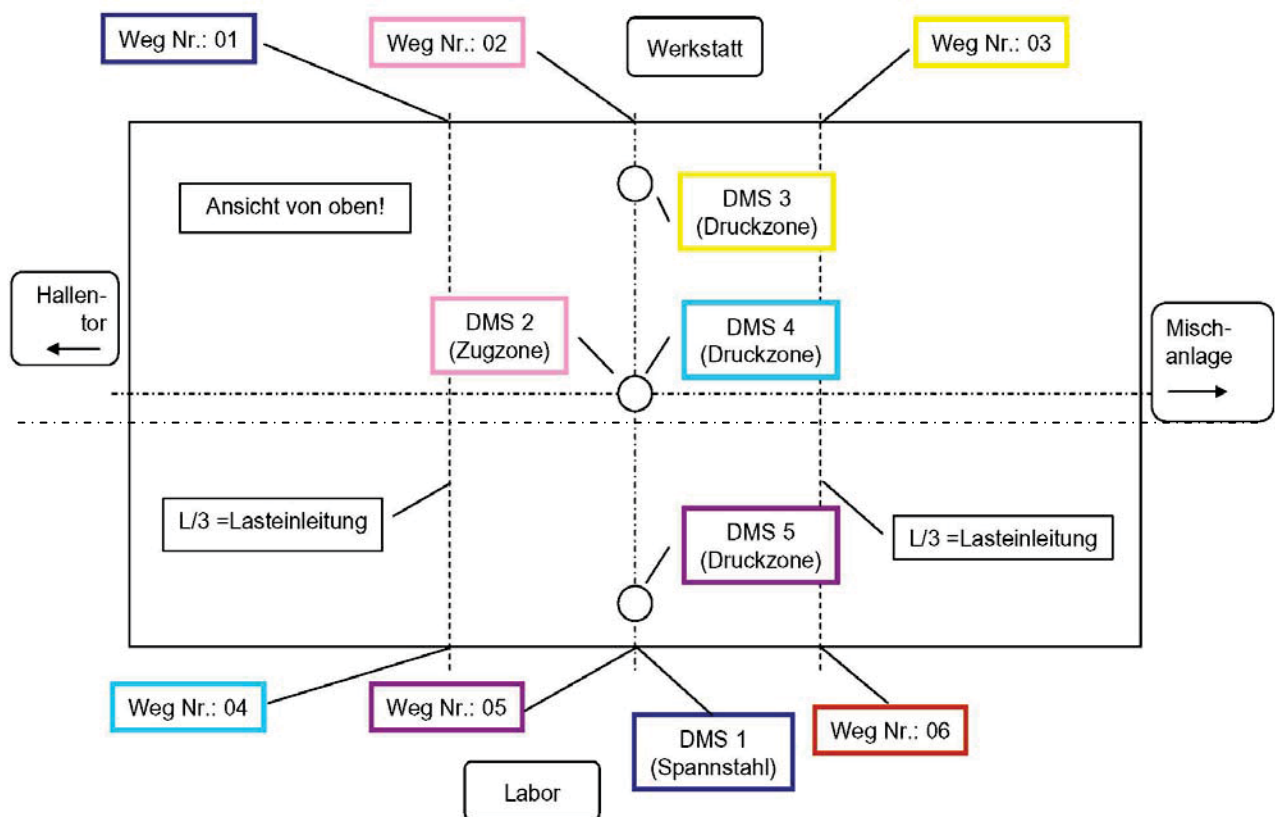 Weg Nr.: 01
Weg Nr.: 02
Werkstatt
Weg Nr.: 03
Ansicht von oben!
DMS 3
(Druckzone)
Hallen-
tor
DMS 2
(Zugzone)
DMS 4
(Druckzone)
Misch-
anlage
L/3 =Lasteinleitung
DMS 5
(Druckzone)
L/3 =Lasteinleitung
Weg Nr.: 04
Weg Nr.: 05
DMS 1
(Spannstahl)
Weg Nr.: 06
Labor